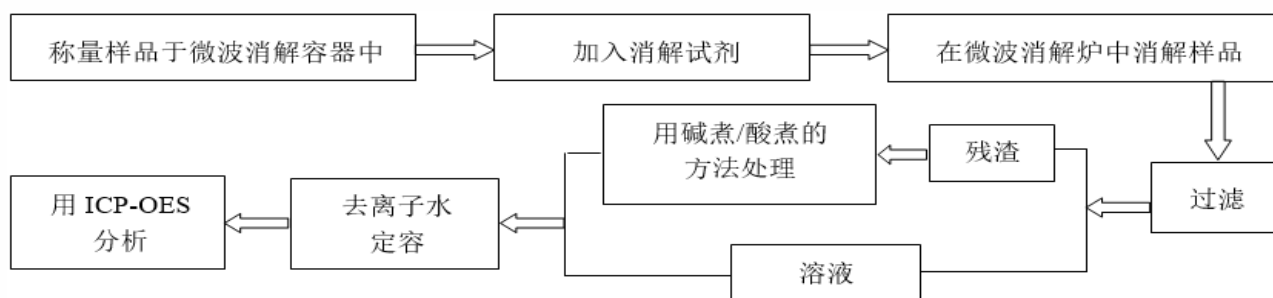 称量样品于微波消解容器中
加入消解试剂
在微波消解炉中消解样品
过滤
残渣
用碱煮/酸煮的
方法处理
溶液
去离子水
定容
用 ICP-OES
分析